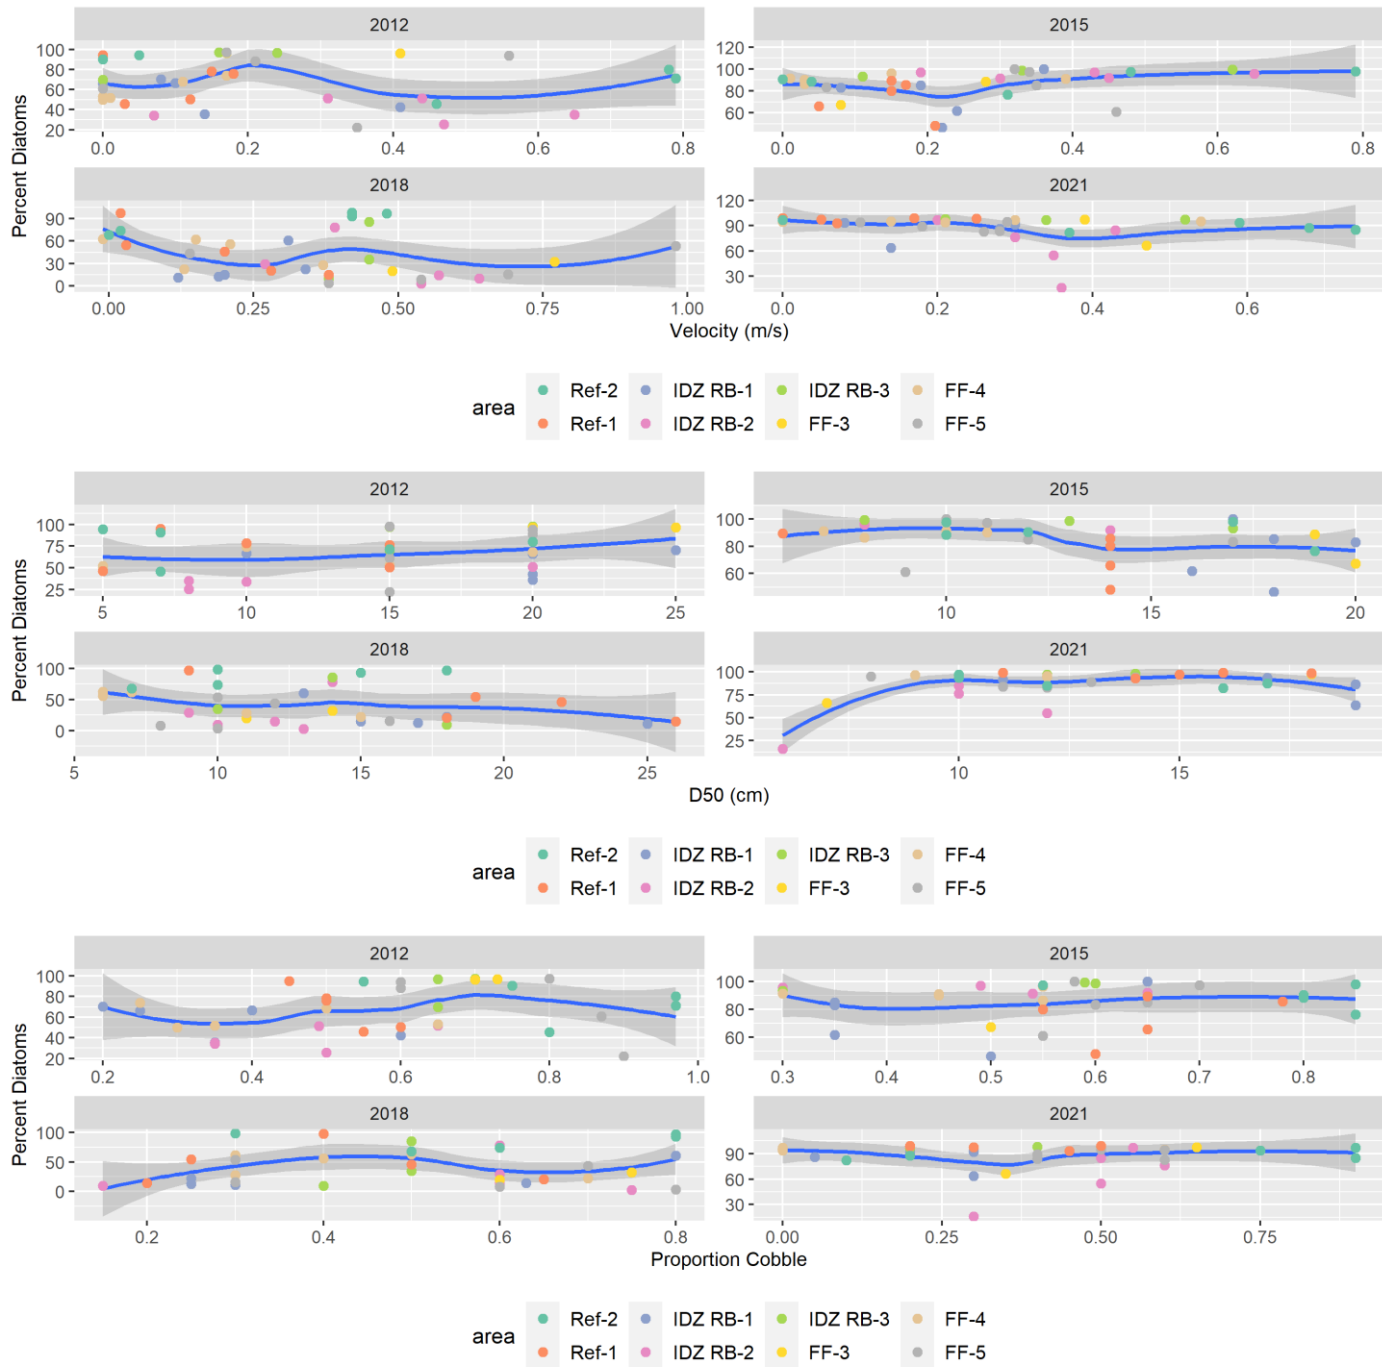 2012 2015
Percent Diatoms
100
80
60
40
20
120
100
80
60
0.0 0.2 0.4 0.6 0.8 0.0 0.2 0.4 0.6 0.8
2018 2021
90
60
30
0
120
90
60
30
0.00 0.25 0.50 0.75 1.00 0.0 0.2 0.4 0.6
Velocity (m/s)
area
Ref-2 IDZ RB-1 IDZ RB-3 FF-4
Ref-1 IDZ RB-2 FF-3 FF-5
2012 2015
Percent Diatoms
100
75
50
25
100
80
60
5 10 15 20 25 10 15 20
2018 2021
100
50
0
100
75
50
25
5 10 15 20 25 10 15
D50 (cm)
area
Ref-2 IDZ RB-1 IDZ RB-3 FF-4
Ref-1 IDZ RB-2 FF-3 FF-5
2012 2015
Percent Diatoms
100
80
60
40
20
100
80
60
0.2 0.4 0.6 0.8 1.0 0.3 0.4 0.5 0.6 0.7 0.8
2018 2021
100
50
0
90
60
30
0.2 0.4 0.6 0.8 0.00 0.25 0.50 0.75
Proportion Cobble
area
Ref-2 IDZ RB-1 IDZ RB-3 FF-4
Ref-1 IDZ RB-2 FF-3 FF-5